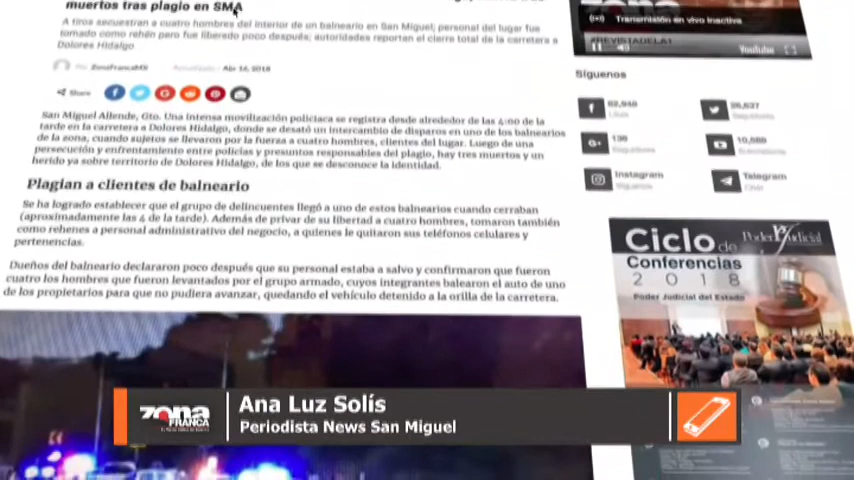 muertos tras plagio en SMA
A tiros secuestran a cuatro hombres del interior de un balneario en San Miguel; personal del lugar fue
tomado como rehén pero fue liberado poco después; autoridades reportan el cierre total de la carretera a
Dolores Hidalgo
Por ZonaFrancaMX
Abr 16, 2018
Share
San Miguel Allende, Gto. Una intensa movilización policiaca se registra desde alrededor de las 4:00 de la
tarde en la carretera a Dolores Hidalgo, donde se desató un intercambio de disparos en uno de los balnearios
de la zona, cuando sujetos se llevaron por la fuerza a cuatro hombres, clientes del lugar. Luego de una
persecución y enfrentamiento entre policías y presuntos responsables del plagio, hay tres muertos y un
herido ya sobre territorio de Dolores Hidalgo, de los que se desconoce la identidad.
Plagian a clientes de balneario
Se ha logrado establecer que el grupo de delincuentes llegó a uno de estos balnearios cuando cerraban
(aproximadamente las 4 de la tarde). Además de privar de su libertad a cuatro hombres, tomaron también
como rehenes a personal administrativo del negocio, a quienes le quitaron sus teléfonos celulares y
pertenencias.
Dueños del balneario declararon poco después que su personal estaba a salvo y confirmaron que fueron
cuatro los hombres que fueron levantados por el grupo armado, cuyos integrantes balearon el auto de uno
de los propietarios para que no pudiera avanzar, quedando el vehículo detenido a la orilla de la carretera.
Transmisión en vivo inactiva
#REVISTADELA1
YouTube
Síguenos
Instagram
Telegram
Ciclo de
Conferencias
2018
Poder Judicial
Poder Judicial del Estado
zona
FRANCA
Ana Luz Solís
Periodista News San Miguel